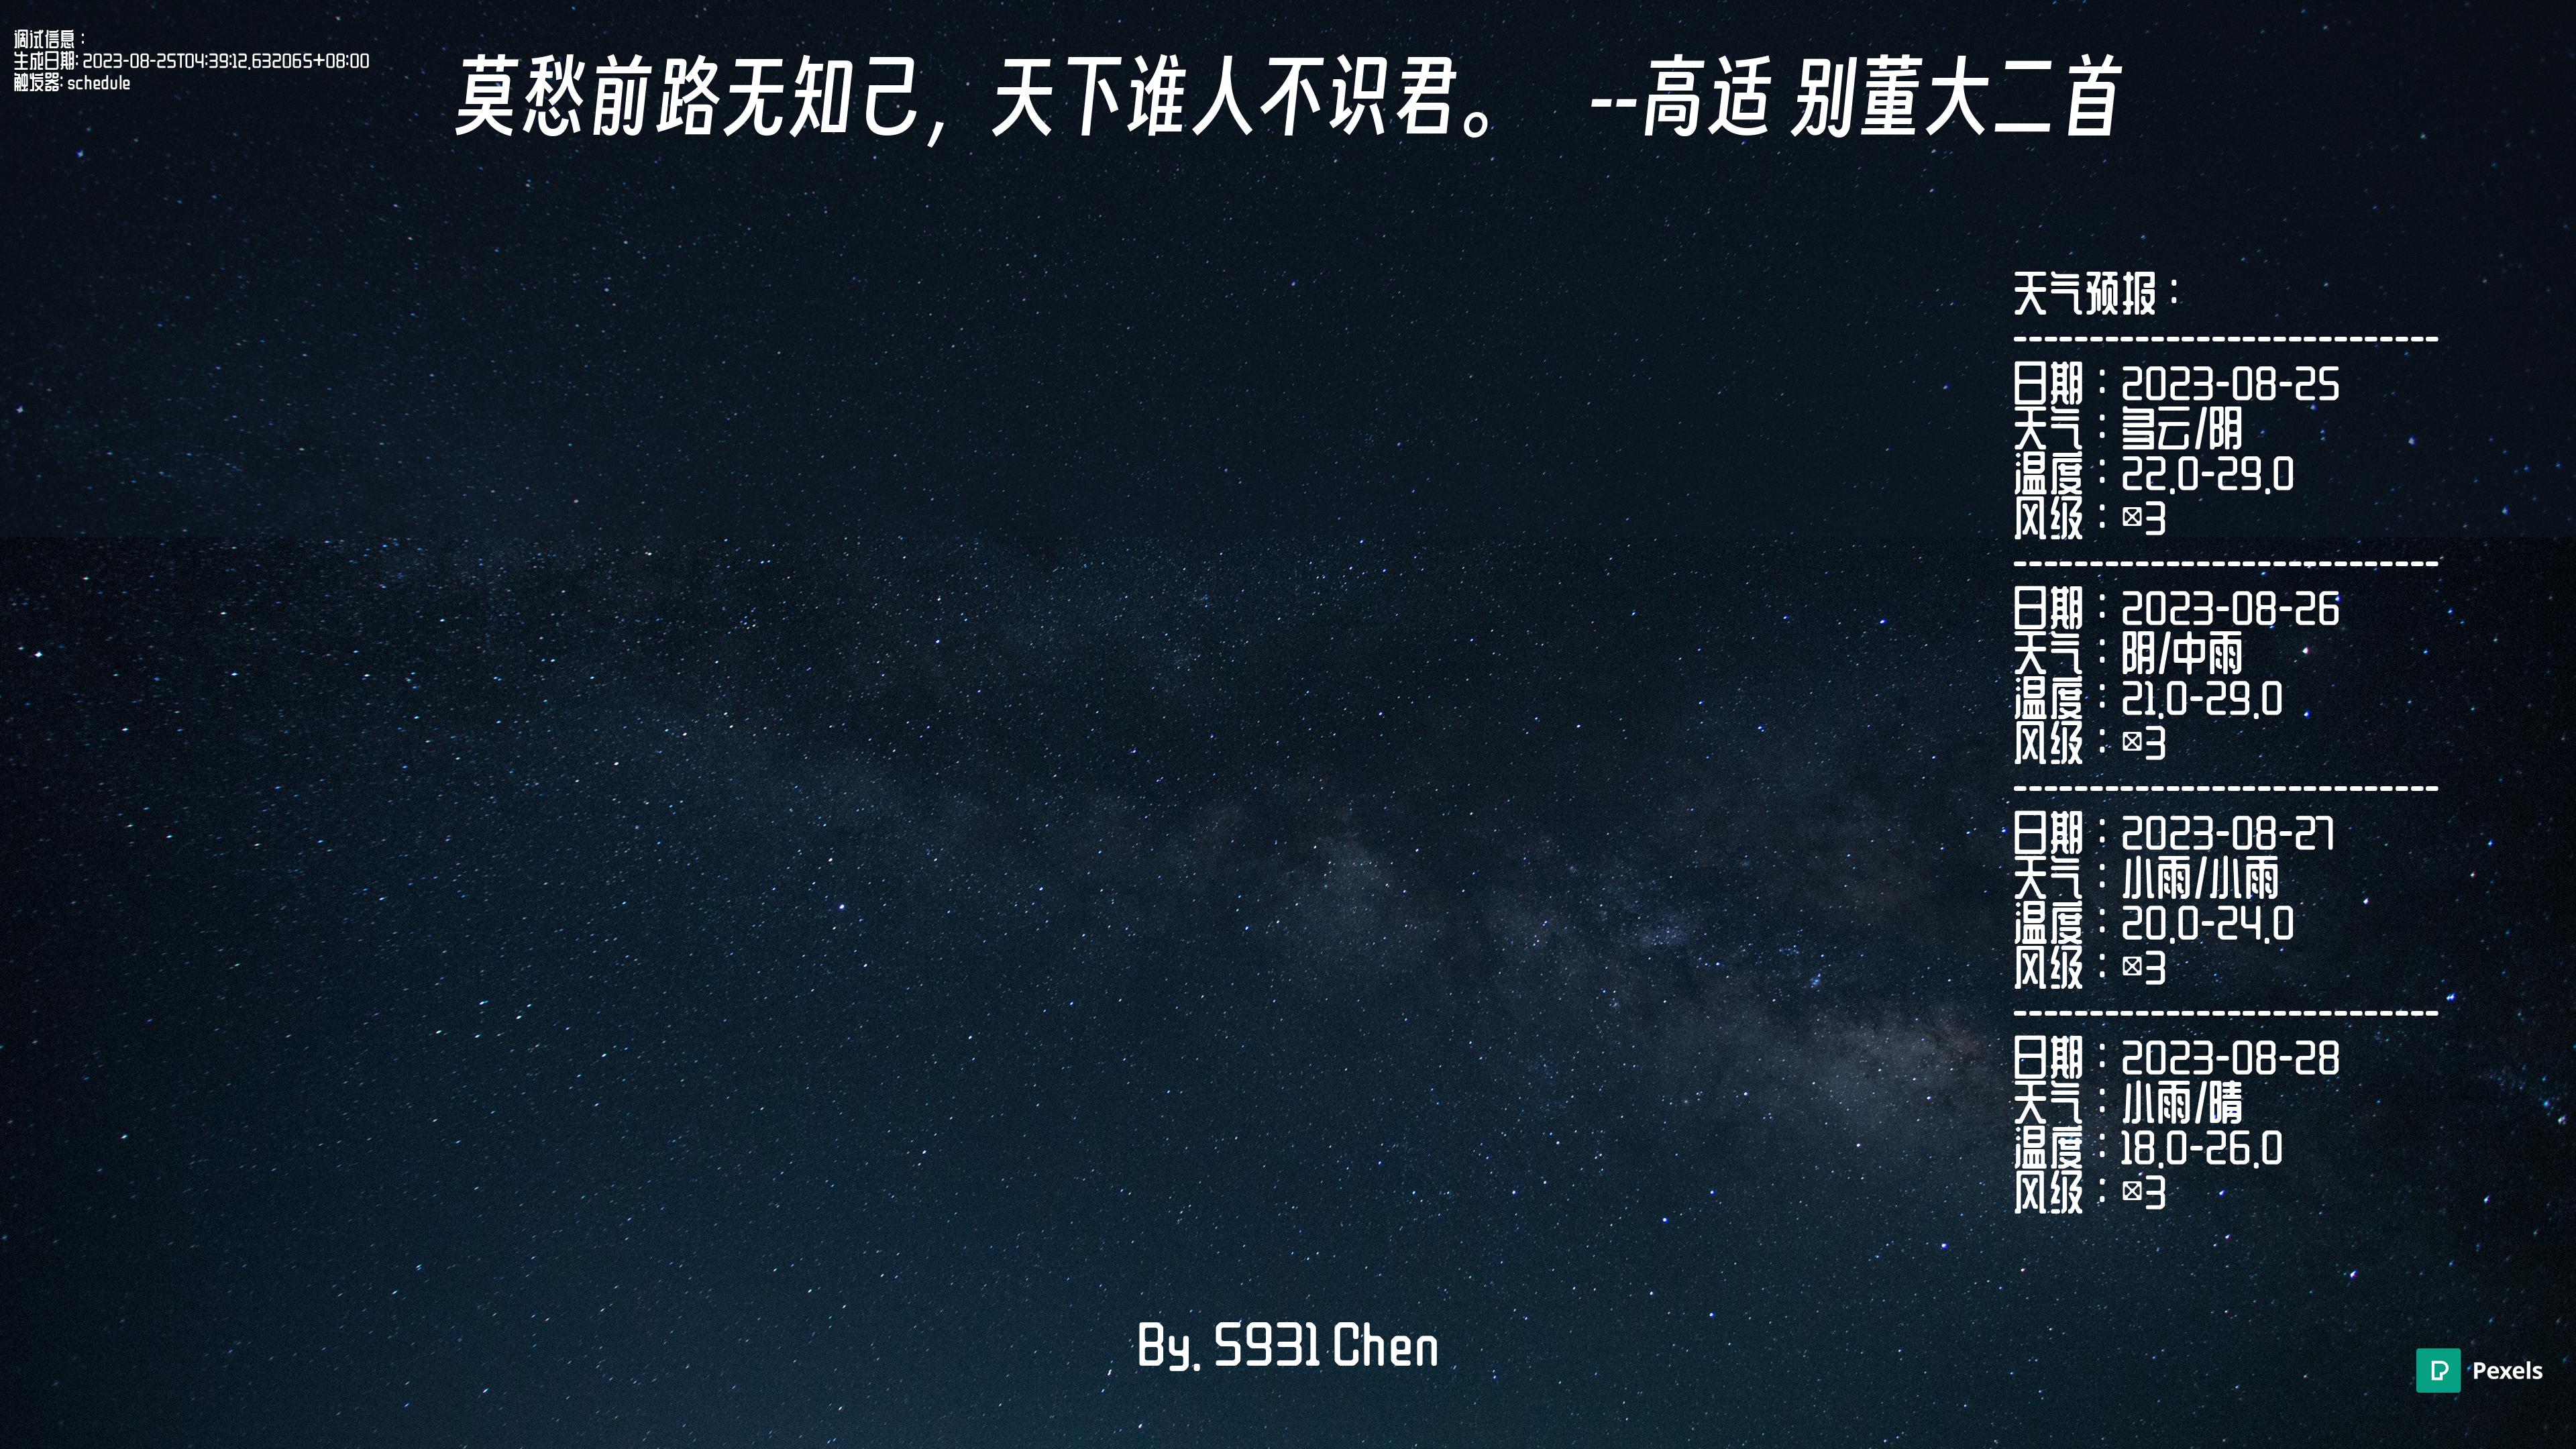 调试信息：
生成日期: 2023-08-25T04:39:12.632065+08:00
触发器: schedule
莫愁前路无知己，天下谁人不识君。 --高适 别董大二首
天气预报：
----------------------------
日期：2023-08-25
天气：多云/阴
温度：22.0-29.0
风级：☒3
----------------------------
日期：2023-08-26
天气：阴/中雨
温度：21.0-29.0
风级：☒3
----------------------------
日期：2023-08-27
天气：小雨/小雨
温度：20.0-24.0
风级：☒3
----------------------------
日期：2023-08-28
天气：小雨/晴
温度：18.0-26.0
风级：☒3
By. S931 Chen
Pexels